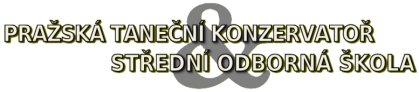 PRAŽSKÁ TANEČNÍ KONZERVATOŘ
&
STŘEDNÍ ODBORNÁ ŠKOLA